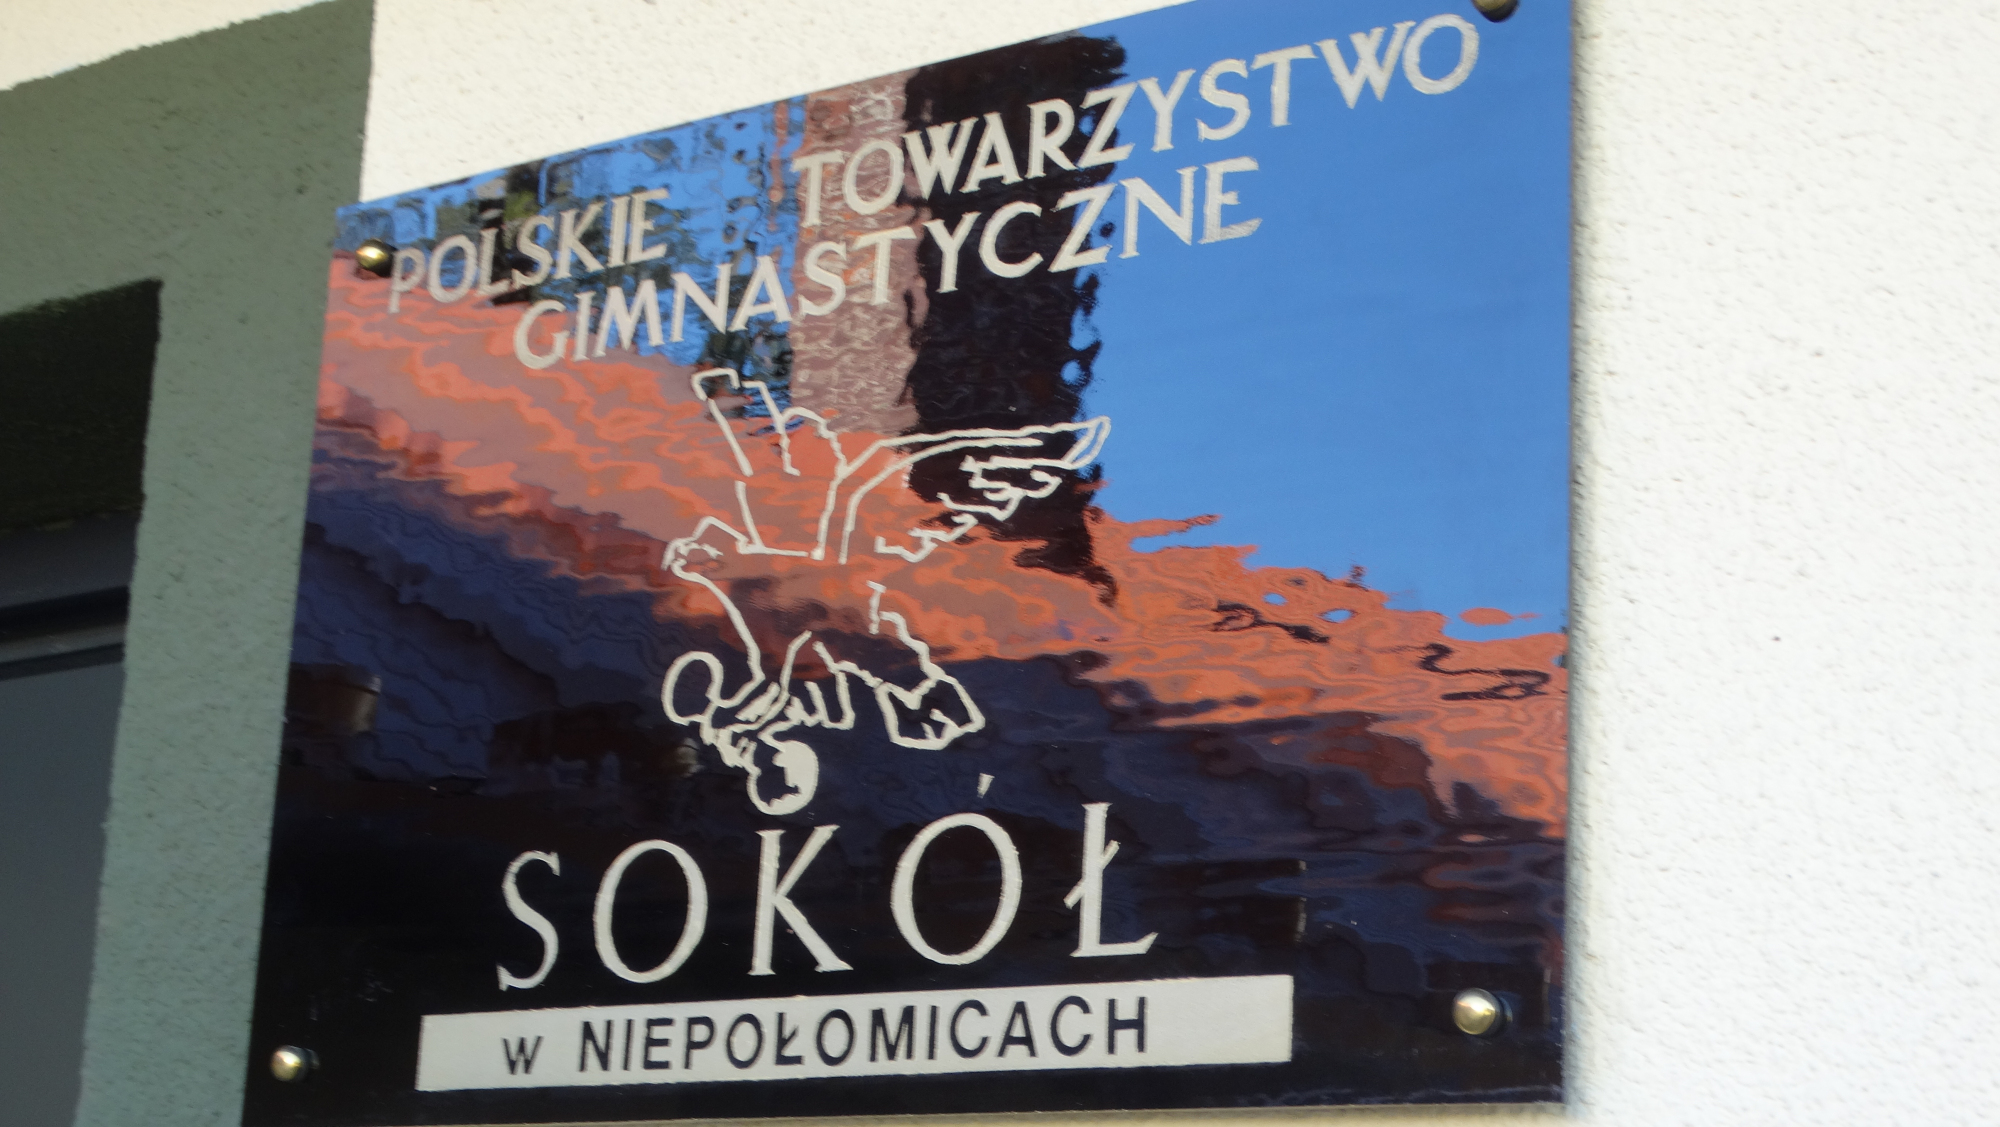 POLSKIE TOWARZYSTWO
GIMNASTYCZNE
SOKÓŁ
w NIEPOŁOMICACH